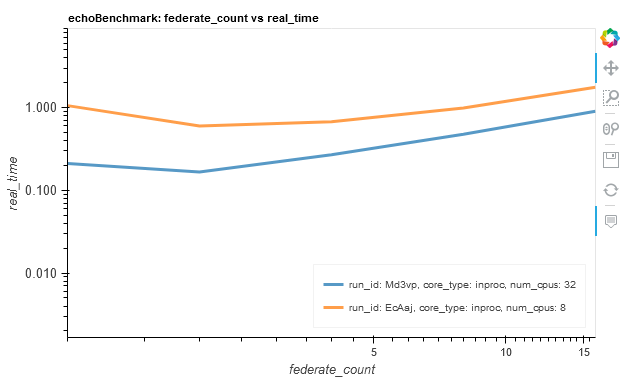 echoBenchmark: federate_count vs real_time
1.000
0.100
0.010
real_time
run_id: Md3vp, core_type: inproc, num_cpus: 32
run_id: EcAaj, core_type: inproc, num_cpus: 8
5
10
15
federate_count